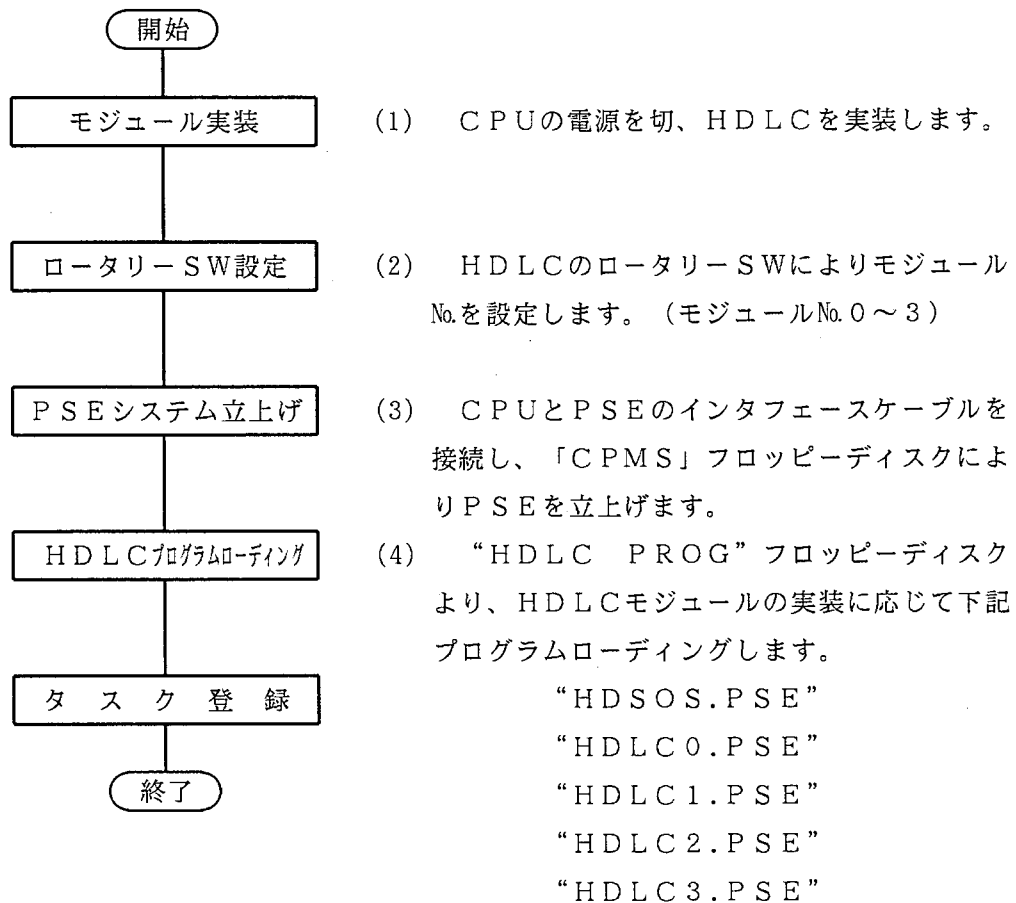 開始
モジュール実装
(1) CPUの電源を切、HDLCを実装します。
ロータリーSW設定
(2) HDLCのロータリーSWによりモジュール
№を設定します。(モジュール№0~3)
PSEシステム立上げ
(3) CPUとPSEのインタフェースケーブルを
接続し、「CPMS」フロッピーディスクによ
りPSEを立上げます。
HDLCプログラムローディング
(4) “HDLC PROG”フロッピーディスク
より、HDLCモジュールの実装に応じて下記
プログラムローディングします。
タスク登録
“HDSOS.PSE”
“HDLC0.PSE”
終了
“HDLC1.PSE”
“HDLC2.PSE”
“HDLC3.PSE”